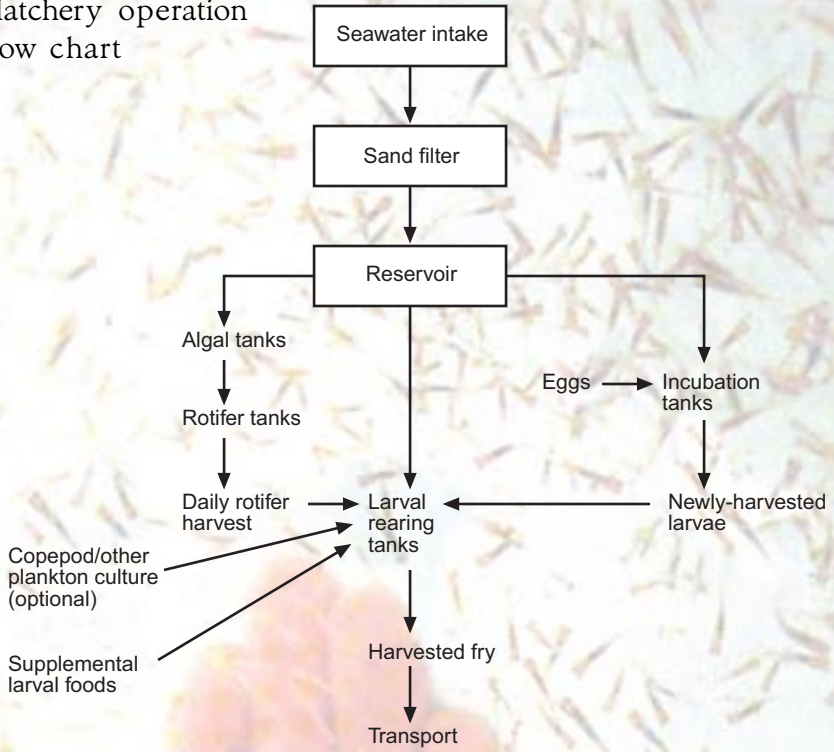 latchery operation
ow chart
Seawater intake
Sand filter
Reservoir
Algal tanks
Eggs
Incubation
tanks
Rotifer tanks
Daily rotifer
harvest
Larval
rearing
tanks
Newly-harvested
larvae
Copepod/other
plankton culture
(optional)
Supplemental
larval foods
Harvested fry
Transport